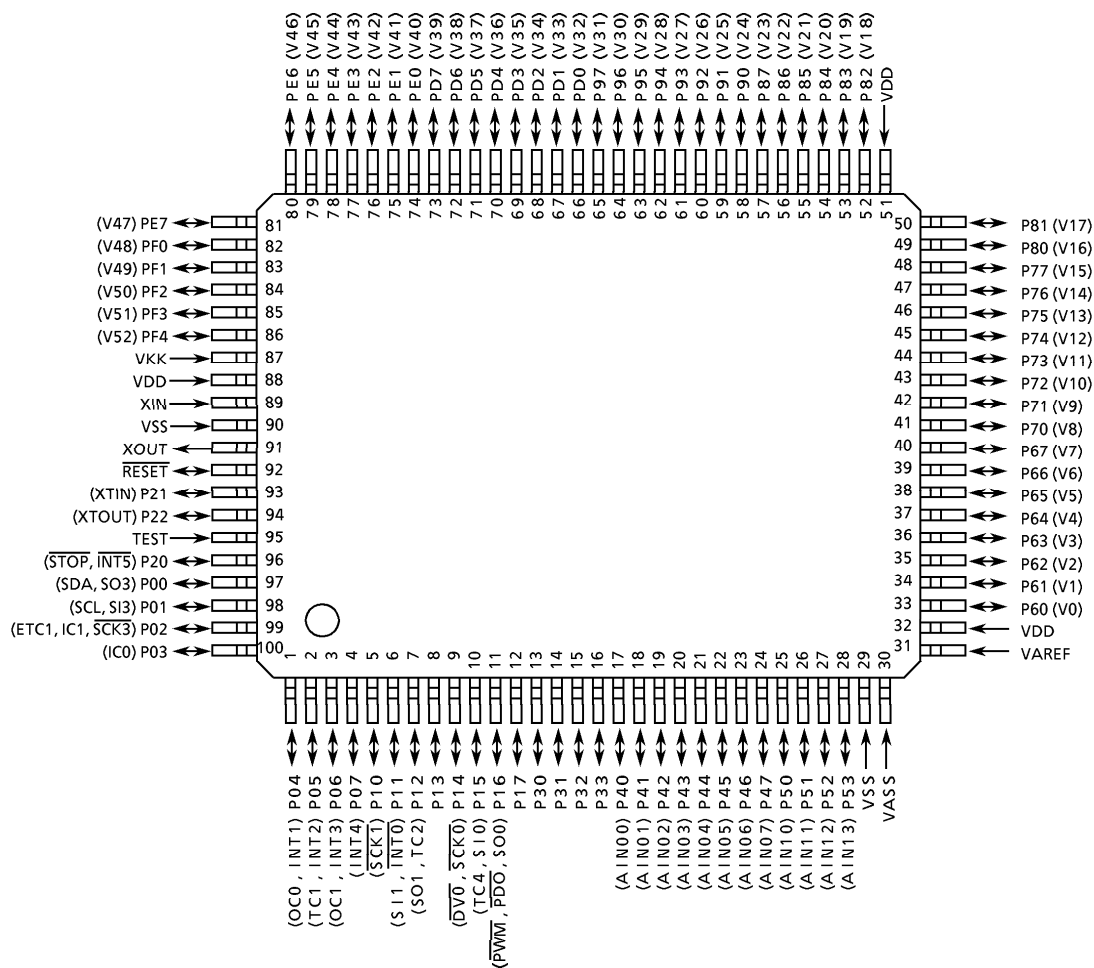 PE6 (V46)
PE5 (V45)
PE4 (V44)
PE3 (V43)
PE2 (V42)
PE1 (V41)
PE0 (V40)
PD7 (V39)
PD6 (V38)
PD5 (V37)
PD4 (V36)
PD3 (V35)
PD2 (V34)
PD1 (V33)
PD0 (V32)
P97 (V31)
P96 (V30)
P95 (V29)
P94 (V28)
P93 (V27)
P92 (V26)
P91 (V25)
P90 (V24)
P87 (V23)
P86 (V22)
P85 (V21)
P84 (V20)
P83 (V19)
P82 (V18)
VDD
80 79 78 77 76 75 74 73 72 71 70 69 68 67 66 65 64 63 62 61 60 59 58 57 56 55 54 53 52 51
(V47) PE7 81 50 P81 (V17)
(V48) PF0 82 49 P80 (V16)
(V49) PF1 83 48 P77 (V15)
(V50) PF2 84 47 P76 (V14)
(V51) PF3 85 46 P75 (V13)
(V52) PF4 86 45 P74 (V12)
VKK 87 44 P73 (V11)
VDD 88 43 P72 (V10)
XIN 89 42 P71 (V9)
VSS 90 41 P70 (V8)
XOUT 91 40 P67 (V7)
RESET 92 39 P66 (V6)
(XTIN) P21 93 38 P65 (V5)
(XTOUT) P22 94 37 P64 (V4)
TEST 95 36 P63 (V3)
(STOP, INT5) P20 96 35 P62 (V2)
(SDA, SO3) P00 97 34 P61 (V1)
(SCL, SI3) P01 98 33 P60 (V0)
(ETC1, IC1, SCK3) P02 99 32 VDD
(IC0) P03 100 31 VAREF
1 2 3 4 5 6 7 8 9 10 11 12 13 14 15 16 17 18 19 20 21 22 23 24 25 26 27 28 29 30
(OC0, INT1) P04
(TC1, INT2) P05
(OC1, INT3) P06
(INT4) P07
(SCK1) P10
(SI1, INT0) P11
(SO1, TC2) P12
P13
(DV0, SCK0) P14
(TC4, SI0) P15
(PWM, PDO, SO0) P16
P17
P30
P31
P32
P33
(AIN00) P40
(AIN01) P41
(AIN02) P42
(AIN03) P43
(AIN04) P44
(AIN05) P45
(AIN06) P46
(AIN07) P47
(AIN10) P50
(AIN11) P51
(AIN12) P52
(AIN13) P53
VSS
VASS